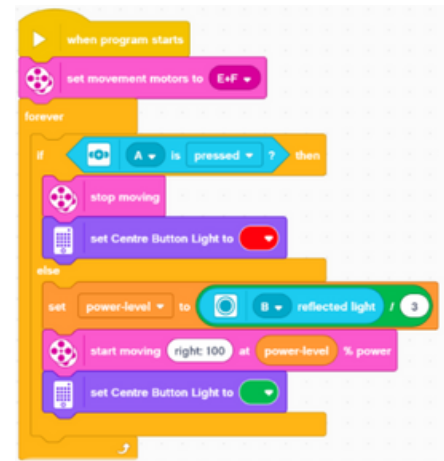 when program starts
set movement motors to E+F
forever
if A is pressed ? then
stop moving
set Centre Button Light to
else
set power-level to B reflected light / 3
start moving right: 100 at power-level % power
set Centre Button Light to